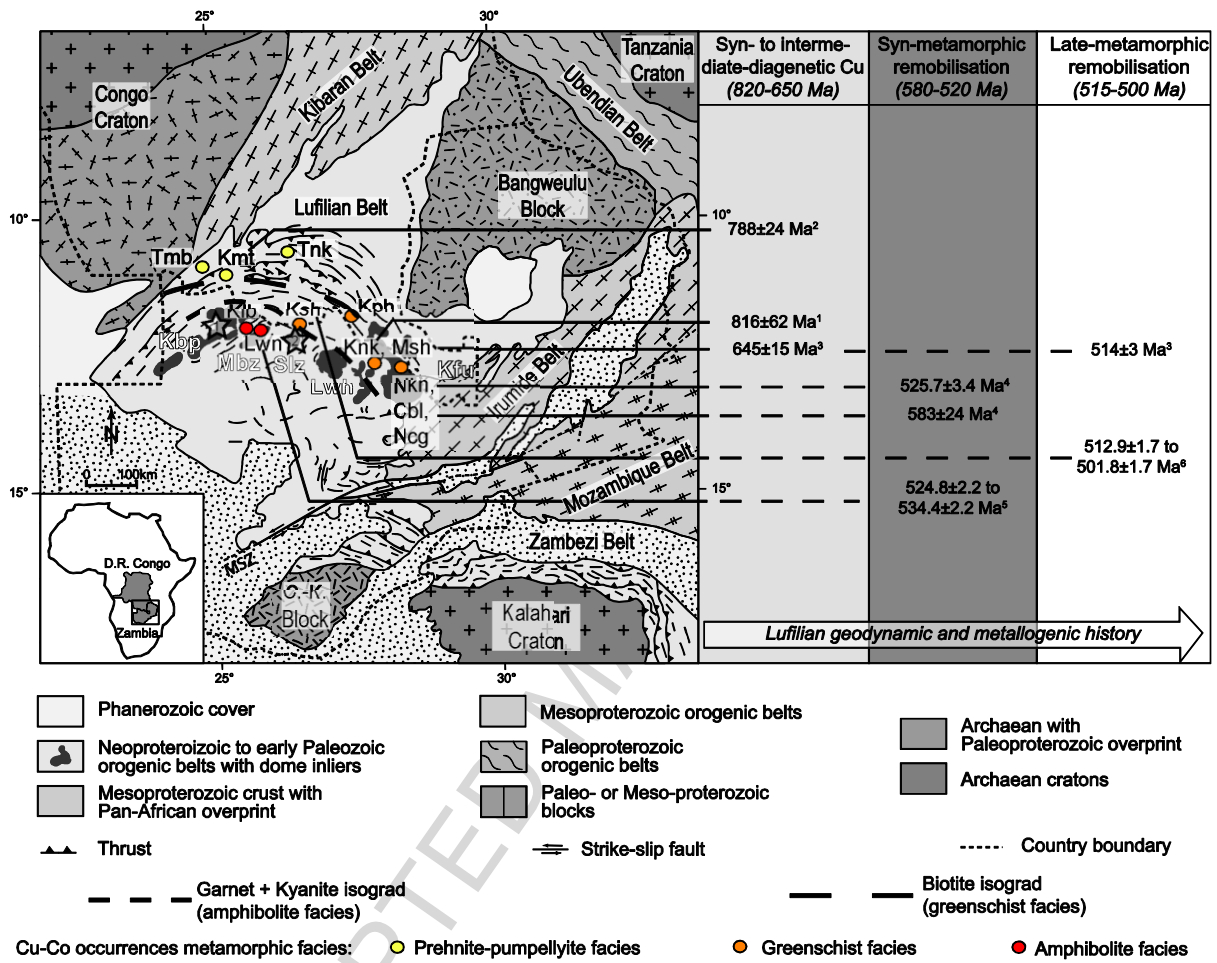 25°
30°
Congo
Craton
Kibaran Belt
Ubendian Belt
Tanzania
Craton
Bangweulu
Block
Lufilian Belt
10°
10°
Tmb
Kmt
Tnk
Klb
Ksh
Kph
Kbp
Lwn
Mbz
Slz
Lwh
Knk, Msh
Kfu
Nkn,
Cbl,
Ncg
Irumide Belt
N
0 100km
15°
15°
Mozambique Belt
Zambezi Belt
MSZ
C.-K.
Block
Kalahari
Craton
D.R. Congo
Zambia
25°
30°
Syn- to interme-
diate-diagenetic Cu
(820-650 Ma)
Syn-metamorphic
remobilisation
(580-520 Ma)
Late-metamorphic
remobilisation
(515-500 Ma)
788±24 Ma2
816±62 Ma1
645±15 Ma3
514±3 Ma3
525.7±3.4 Ma4
583±24 Ma4
512.9±1.7 to
501.8±1.7 Ma6
524.8±2.2 to
534.4±2.2 Ma5
Lufilian geodynamic and metallogenic history
Phanerozoic cover
Neoproteroizoic to early Paleozoic
orogenic belts with dome inliers
Mesoproterozoic crust with
Pan-African overprint
Mesoproterozoic orogenic belts
Paleoproterozoic
orogenic belts
Paleo- or Meso-proterozoic
blocks
Archaean with
Paleoproterozoic overprint
Archaean cratons
Thrust
Strike-slip fault
Country boundary
Garnet + Kyanite isograd
(amphibolite facies)
Biotite isograd
(greenschist facies)
Cu-Co occurrences metamorphic facies:
Prehnite-pumpellyite facies
Greenschist facies
Amphibolite facies